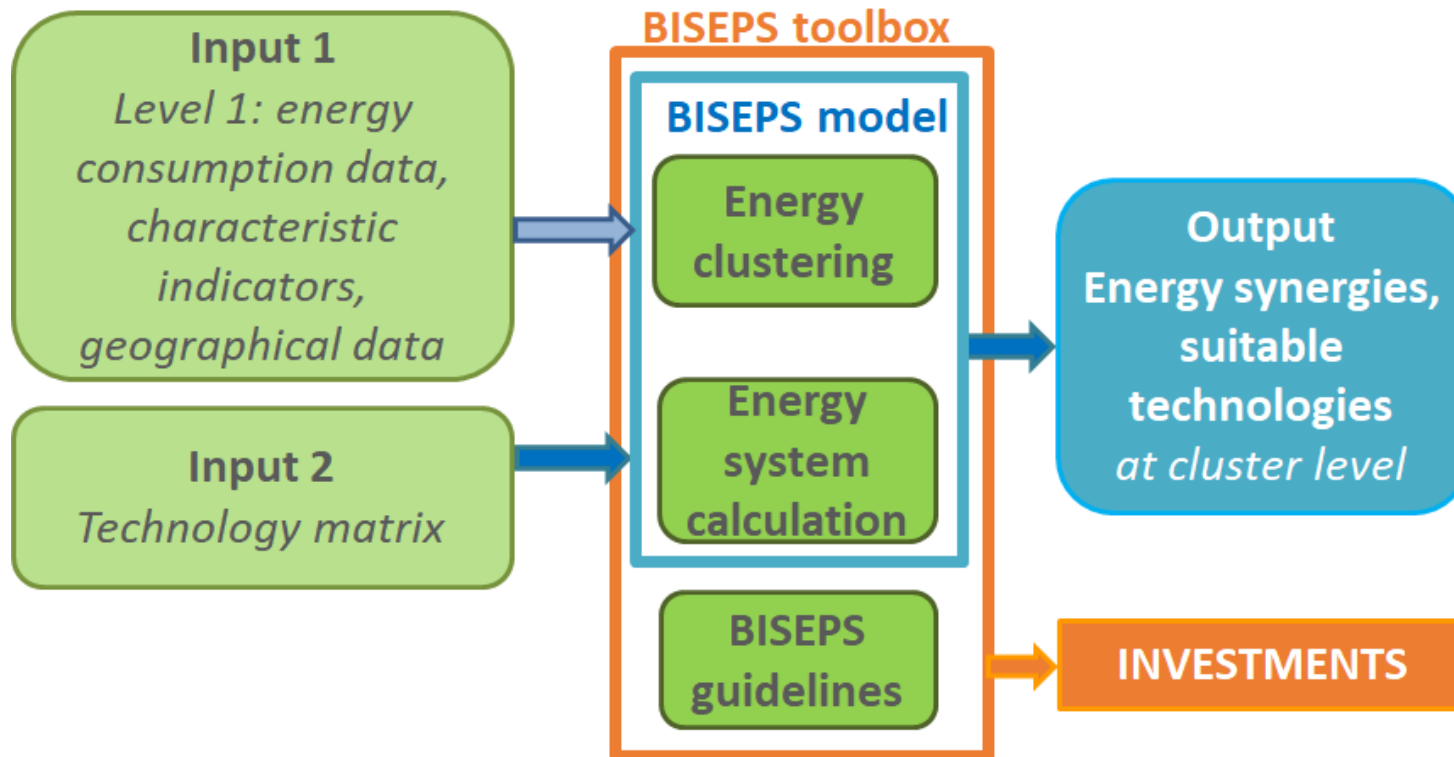 Input 1
Level 1: energy
consumption data,
characteristic
indicators,
geographical data
Input 2
Technology matrix
BISEPS toolbox
BISEPS model
Energy
clustering
Energy
system
calculation
BISEPS
guidelines
Output
Energy synergies,
suitable
technologies
at cluster level
INVESTMENTS